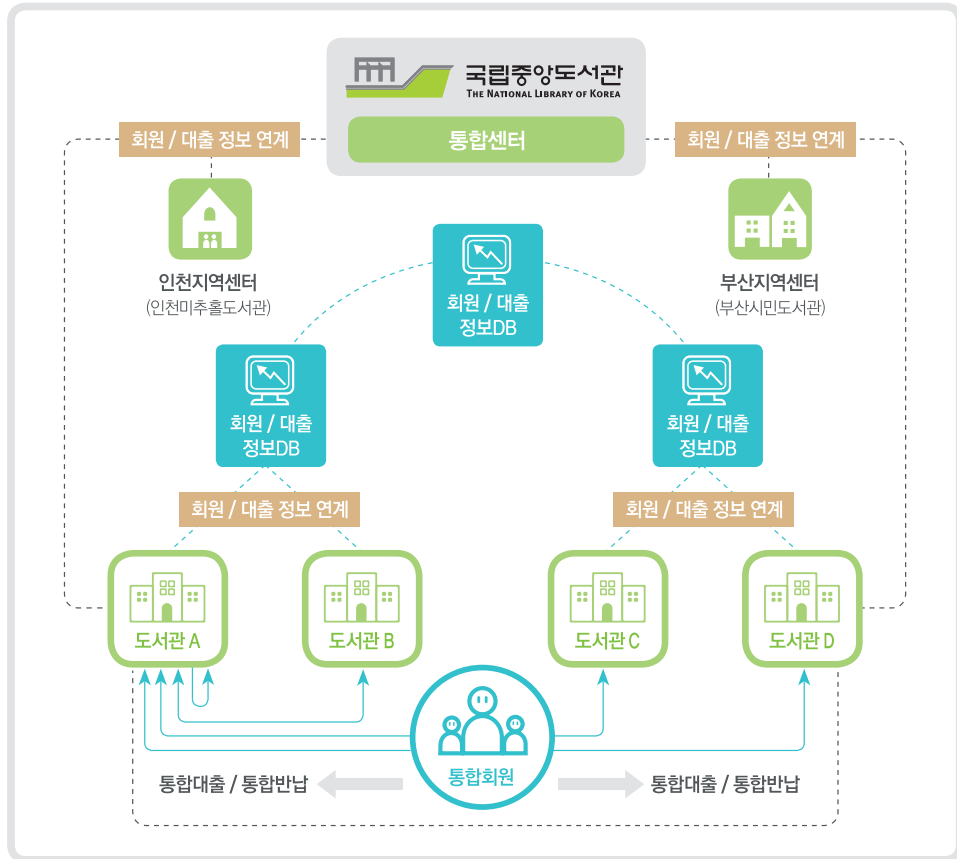 국립중앙도서관
THE NATIONAL LIBRARY OF KOREA
통합센터
회원 / 대출 정보 연계
회원 / 대출 정보 연계
인천지역센터
(인천미추홀도서관)
부산지역센터
(부산시민도서관)
회원 / 대출
정보DB
회원 / 대출
정보DB
회원 / 대출
정보DB
회원 / 대출 정보 연계
회원 / 대출 정보 연계
도서관 A
도서관 B
도서관 C
도서관 D
통합회원
통합대출 / 통합반납
통합대출 / 통합반납